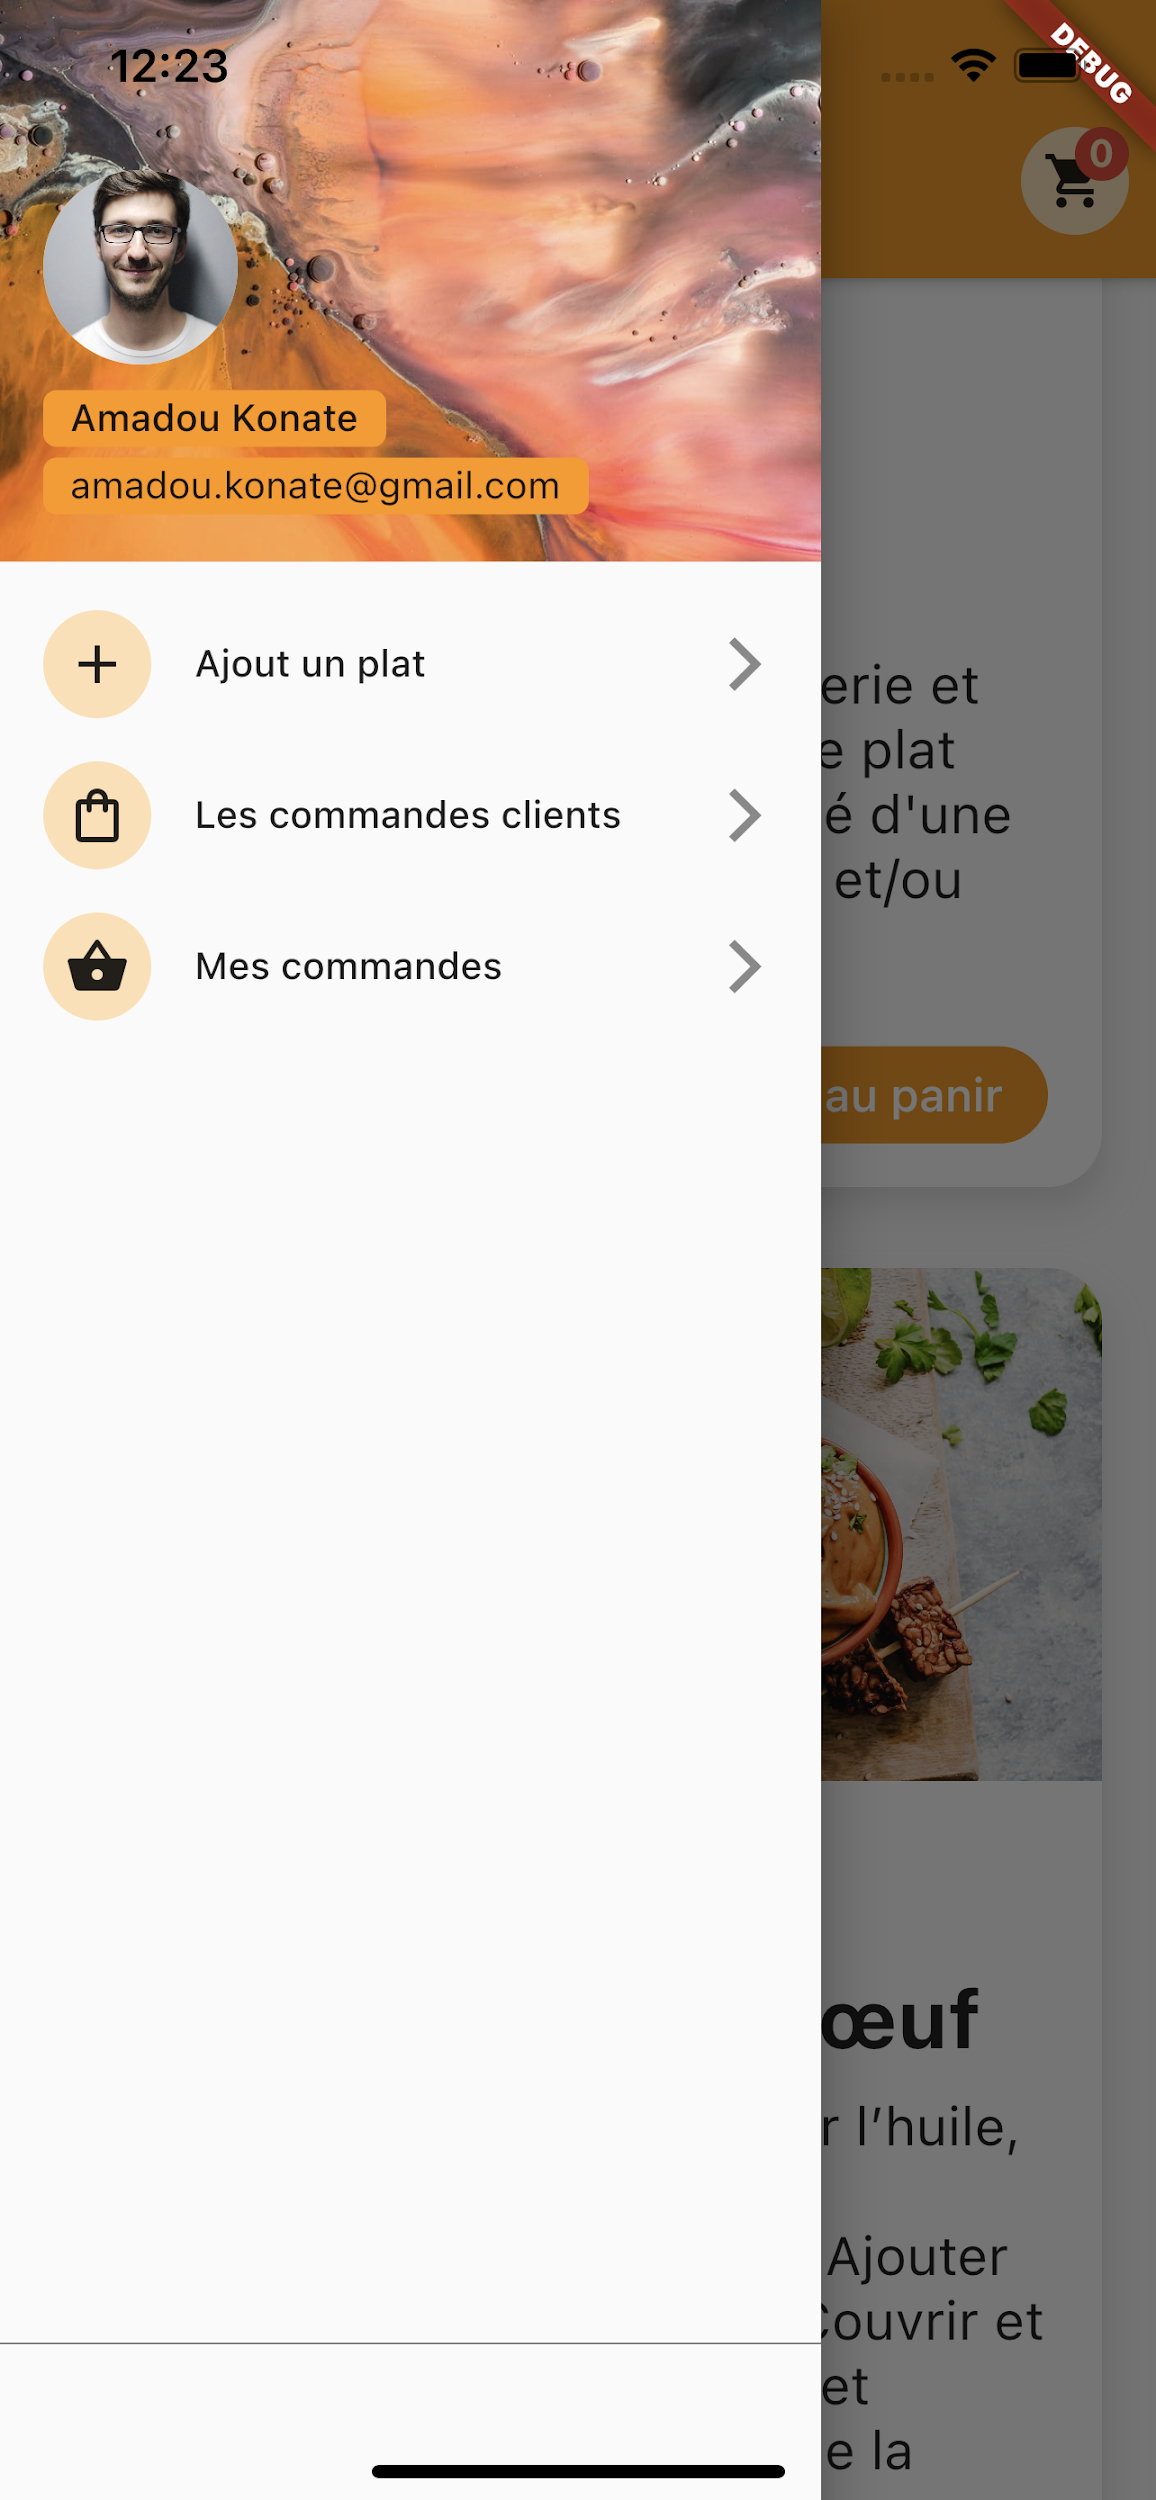 12:23
DEBUG
0
Amadou Konate
amadou.konate@gmail.com
Ajout un plat
Les commandes clients
Mes commandes
erie et
e plat
é d'une
et/ou
au panir
œuf
r l’huile,
Ajouter
Couvrir et
et
e la